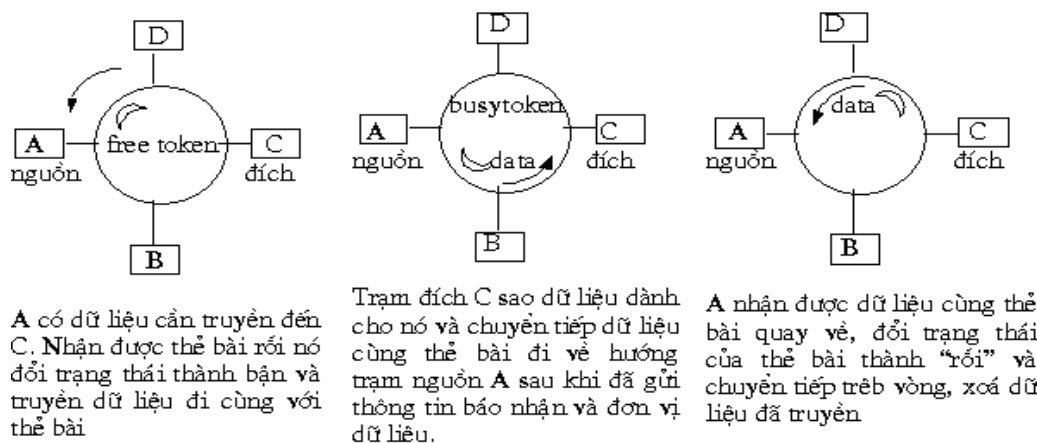 D
A
free token
C
nguồn
đích
B
A có dữ liệu cần truyền đến
C. Nhận được thẻ bài rỗi nó
đổi trạng thái thành bận và
truyền dữ liệu đi cùng với
thẻ bài
D
busytoken
A
C
nguồn
data
đích
B
Trạm đích C sao dữ liệu dành
cho nó và chuyển tiếp dữ liệu
cùng thẻ bài đi về hướng
trạm nguồn A sau khi đã gửi
thông tin báo nhận và đơn vị
dữ liệu.
D
data
A
C
nguồn
đích
B
A nhận được dữ liệu cùng thẻ
bài quay về, đổi trạng thái
của thẻ bài thành “rỗi” và
chuyển tiếp trêb vòng, xoá dữ
liệu đã truyền